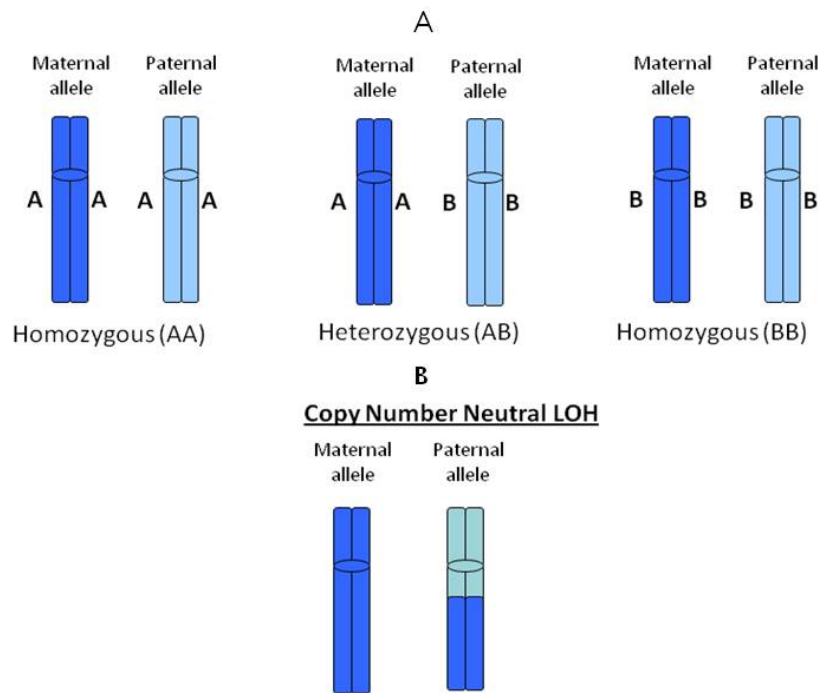 A
Maternal allele
Paternal allele
Maternal allele
Paternal allele
Maternal allele
Paternal allele
A A A A
A A B B
B B B B
Homozygous (AA)
Heterozygous (AB)
Homozygous (BB)
B
Copy Number Neutral LOH
Maternal allele
Paternal allele